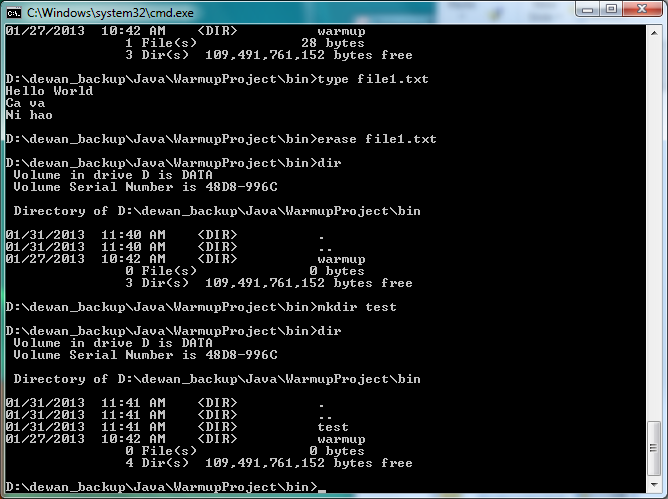 C:\Windows\system32\cmd.exe
01/27/2013  10:42 AM    <DIR>          warmup
               1 File(s)             28 bytes
               3 Dir(s)  109,491,761,152 bytes free
D:\dewan_backup\Java\WarmupProject\bin>type file1.txt
Hello World
Ca va
Ni hao
D:\dewan_backup\Java\WarmupProject\bin>erase file1.txt
D:\dewan_backup\Java\WarmupProject\bin>dir
 Volume in drive D is DATA
 Volume Serial Number is 48D8-996C
 Directory of D:\dewan_backup\Java\WarmupProject\bin
01/31/2013  11:40 AM    <DIR>          .
01/31/2013  11:40 AM    <DIR>          ..
01/27/2013  10:42 AM    <DIR>          warmup
               0 File(s)              0 bytes
               3 Dir(s)  109,491,761,152 bytes free
D:\dewan_backup\Java\WarmupProject\bin>mkdir test
D:\dewan_backup\Java\WarmupProject\bin>dir
 Volume in drive D is DATA
 Volume Serial Number is 48D8-996C
 Directory of D:\dewan_backup\Java\WarmupProject\bin
01/31/2013  11:41 AM    <DIR>          .
01/31/2013  11:41 AM    <DIR>          ..
01/31/2013  11:41 AM    <DIR>          test
01/27/2013  10:42 AM    <DIR>          warmup
               0 File(s)              0 bytes
               4 Dir(s)  109,491,761,152 bytes free
D:\dewan_backup\Java\WarmupProject\bin>_